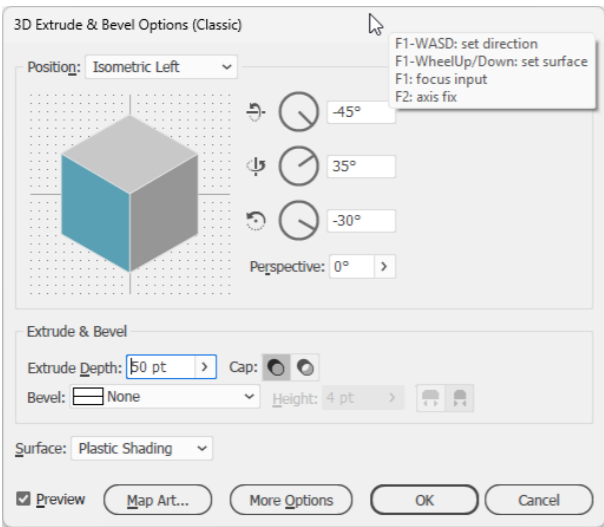 3D Extrude & Bevel Options (Classic)
F1-WASD: set direction
F1-WheelUp/Down: set surface
F1: focus input
F2: axis fix
Position: Isometric Left
-45°
35°
-30°
Perspective: 0°
Extrude & Bevel
Extrude Depth: 50 pt Cap:
Bevel: None Height: 4 pt
Surface: Plastic Shading
Preview Map Art... More Options OK Cancel